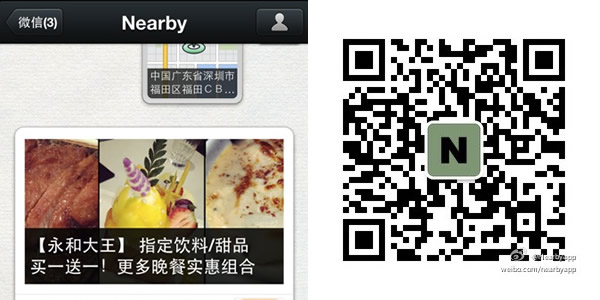 微信(3)
Nearby
中国广东省深圳市
福田区福田ＣＢ...
【永和大王】 指定饮料/甜品
买一送一！更多晚餐实惠组合
N
@Nearbyapp
weibo.com/nearbyapp